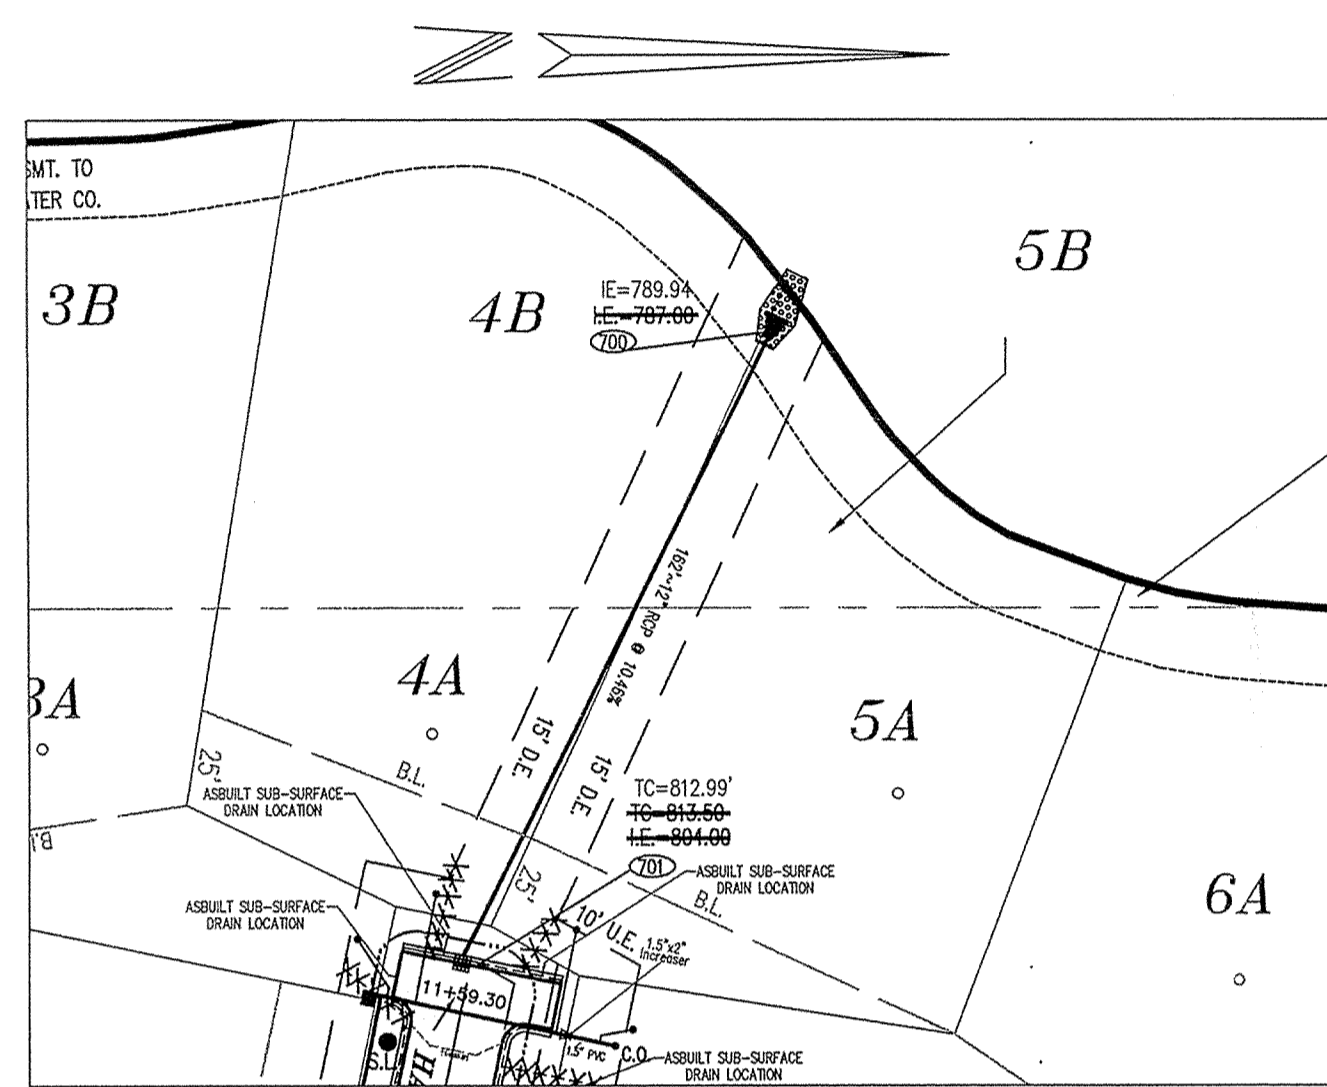 SMT. TO
ATER CO.
3B
4B
5B
IE=789.94
I.E.=787.00
700
162'~12" RCP @ 10.46%
3A
4A
5A
6A
25'
B.L.
15' D.E.
15' D.E.
TC=812.99'
TC=813.50
I.E.=804.00
701
ASBUILT SUB-SURFACE
DRAIN LOCATION
B.L.
ASBUILT SUB-SURFACE
DRAIN LOCATION
25'
B.L.
ASBUILT SUB-SURFACE
DRAIN LOCATION
10' U.E.
1.5"x2"
Increaser
11+59.30
1.5" PVC
C.O.
S.L.
HA
ASBUILT SUB-SURFACE
DRAIN LOCATION